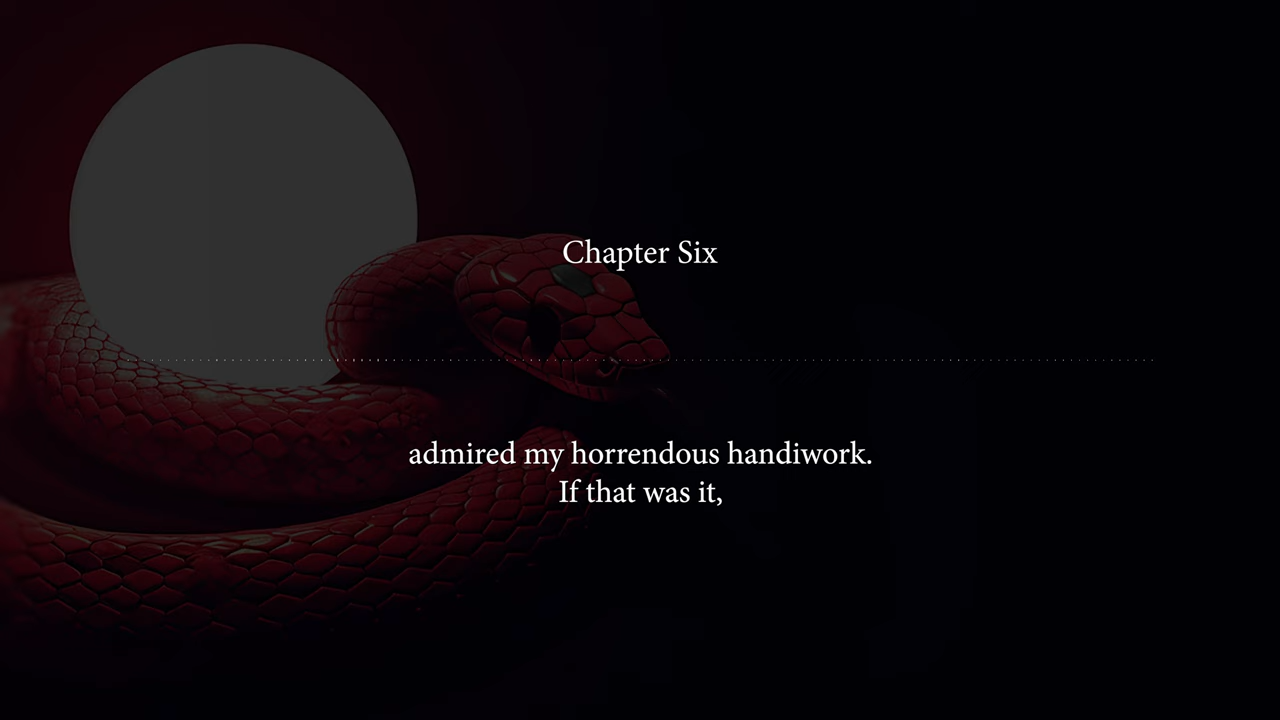 Chapter Six
admired my horrendous handiwork.
If that was it,